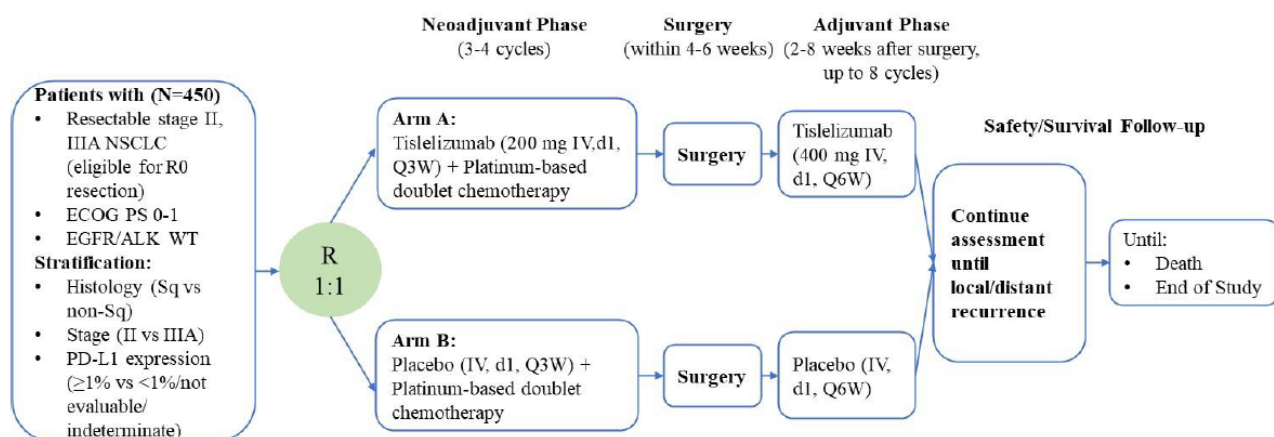 Neoadjuvant Phase
(3-4 cycles)
Surgery
(within 4-6 weeks)
Adjuvant Phase
(2-8 weeks after surgery,
up to 8 cycles)
Patients with (N=450)
• Resectable stage II,
IIIA NSCLC
(eligible for R0
resection)
• ECOG PS 0-1
• EGFR/ALK WT
Stratification:
• Histology (Sq vs
non-Sq)
• Stage (II vs IIIA)
• PD-L1 expression
(≥1% vs <1%/not
evaluable/
indeterminate)
R
1:1
Arm A:
Tislelizumab (200 mg IV,d1,
Q3W) + Platinum-based
doublet chemotherapy
Surgery
Tislelizumab
(400 mg IV,
d1, Q6W)
Arm B:
Placebo (IV, d1, Q3W) +
Platinum-based doublet
chemotherapy
Surgery
Placebo (IV,
d1, Q6W)
Safety/Survival Follow-up
Continue
assessment
until
local/distant
recurrence
Until:
• Death
• End of Study